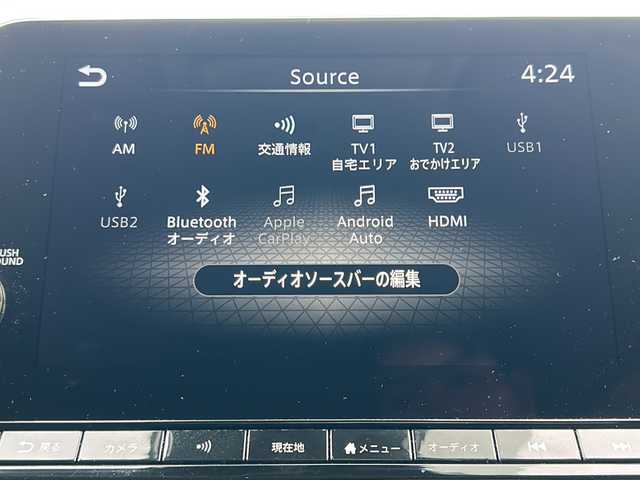 Source
4:24
AM
FM
交通情報
TV1
自宅エリア
TV2
おでかけエリア
USB1
USB2
Bluetooth
オーディオ
Apple
CarPlay
Android
Auto
HDMI
オーディオソースバーの編集
戻る
カメラ
現在地
メニュー
オーディオ